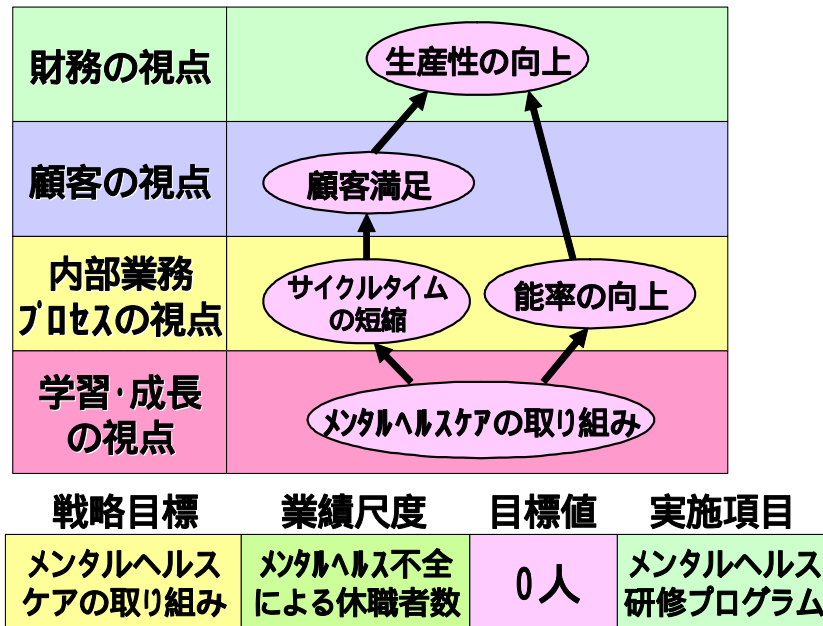 財務の視点
生産性の向上
顧客の視点
顧客満足
内部業務
プロセスの視点
サイクルタイム
の短縮
能率の向上
学習・成長
の視点
メンタルヘルスケアの取り組み
戦略目標
業績尺度
目標値
実施項目
メンタルヘルス
ケアの取り組み
メンタルヘルス不全
による休職者数
0人
メンタルヘルス
研修プログラム